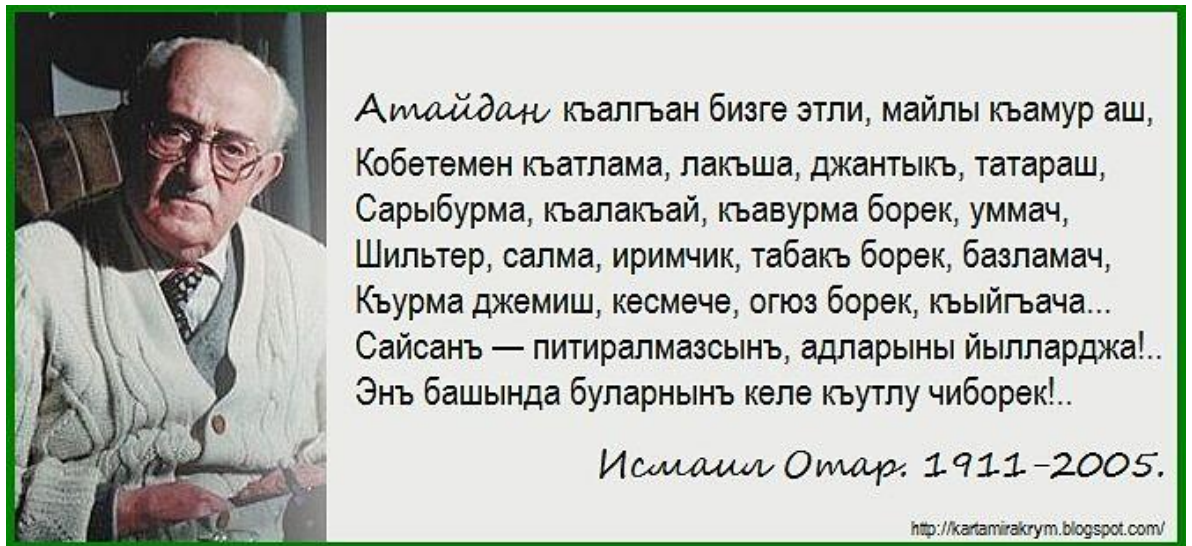 Атайдан къалгъан бизге этли, майлы къамур аш,
Кобетемен къатлама, лакъша, джантыкъ, татараш,
Сарыбурма, къалакъай, къавурма борек, уммач,
Шильтер, салма, иримчик, табакъ борек, базламач,
Къурма джемиш, кесмече, огюз борек, къыйгъача...
Сайсанъ — питиралмазсынъ, адларыны йылларджа!..
Энъ башында буларнынъ келе къутлу чиборек!..
Исмаил Отар. 1911-2005.
http://kartamirakrym.blogspot.com/